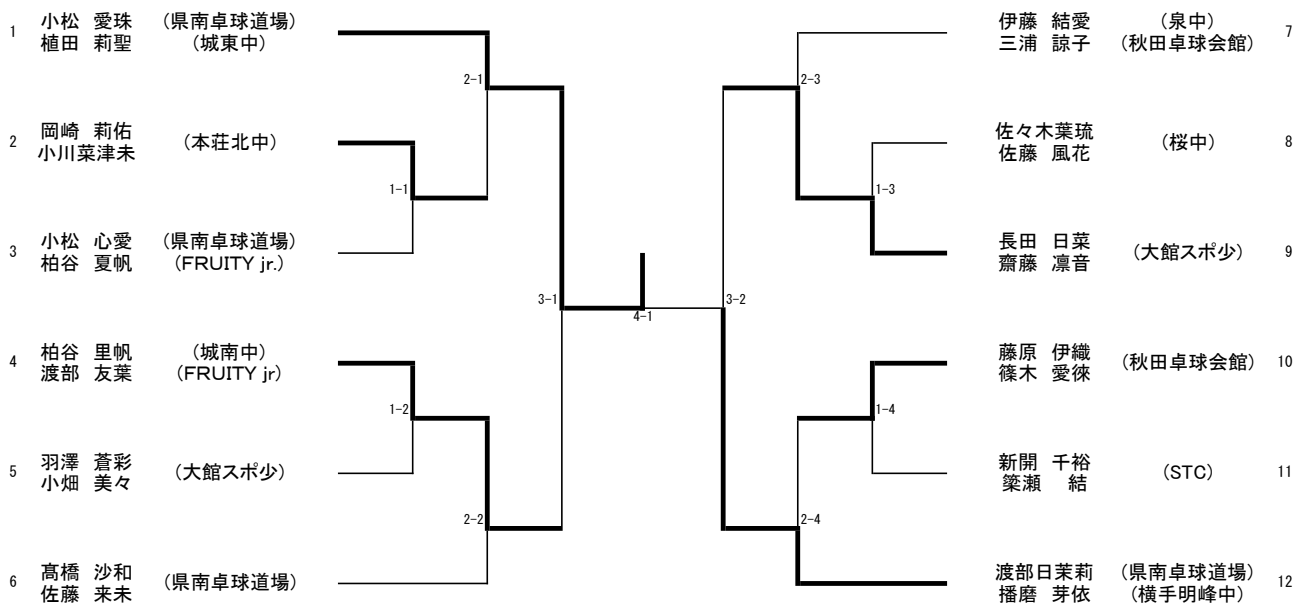 1 小松 愛珠 (県南卓球道場)
植田 莉聖 (城東中)
2 岡崎 莉佑 (本荘北中)
小川菜津未
3 小松 心愛 (県南卓球道場)
柏谷 夏帆 (FRUITY jr.)
4 柏谷 里帆 (城南中)
渡部 友葉 (FRUITY jr)
5 羽澤 蒼彩 (大館スポ少)
小畑 美々
6 髙橋 沙和 (県南卓球道場)
佐藤 来未
2-1
1-1
3-1
1-2
2-2
4-1
2-3
1-3
3-2
1-4
2-4
伊藤 結愛 (泉中) 7
三浦 諒子 (秋田卓球会館)
佐々木葉琉 (桜中) 8
佐藤 風花
長田 日菜 (大館スポ少) 9
齋藤 凛音
藤原 伊織 (秋田卓球会館) 10
篠木 愛徠
新開 千裕 (STC) 11
簗瀬 結
渡部日茉莉 (県南卓球道場) 12
播磨 芽依 (横手明峰中)